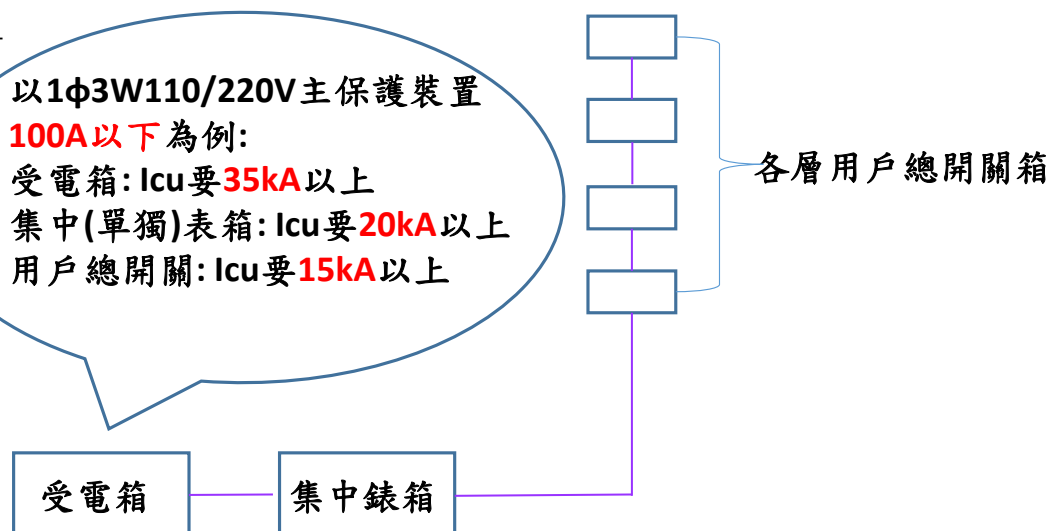 以1ф3W110/220V主保護裝置
100A以下為例:
受電箱: Icu要35kA以上
集中(單獨)表箱: Icu要20kA以上
用戶總開關: Icu要15kA以上
各層用戶總開關箱
受電箱
集中錶箱